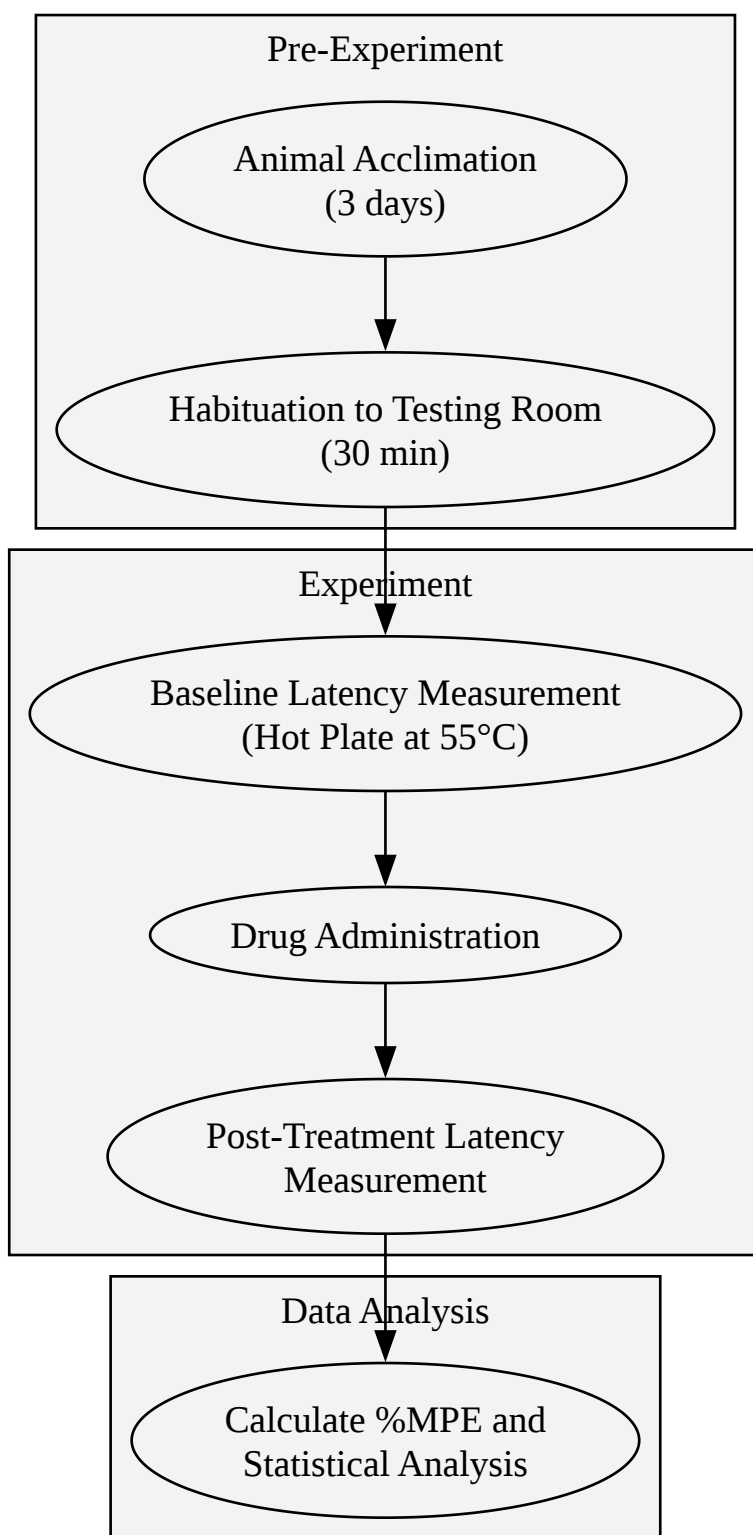 Pre-Experiment
Animal Acclimation
(3 days)
Habituation to Testing Room
(30 min)
Experiment
Baseline Latency Measurement
(Hot Plate at 55°C)
Drug Administration
Post-Treatment Latency
Measurement
Data Analysis
Calculate %MPE and
Statistical Analysis